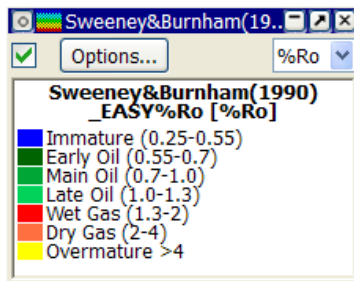 Sweeney&Burnham(19..
Options...
%Ro
Sweeney&Burnham(1990)
_EASY%Ro [%Ro]
Immature (0.25-0.55)
Early Oil (0.55-0.7)
Main Oil (0.7-1.0)
Late Oil (1.0-1.3)
Wet Gas (1.3-2)
Dry Gas (2-4)
Overmature >4